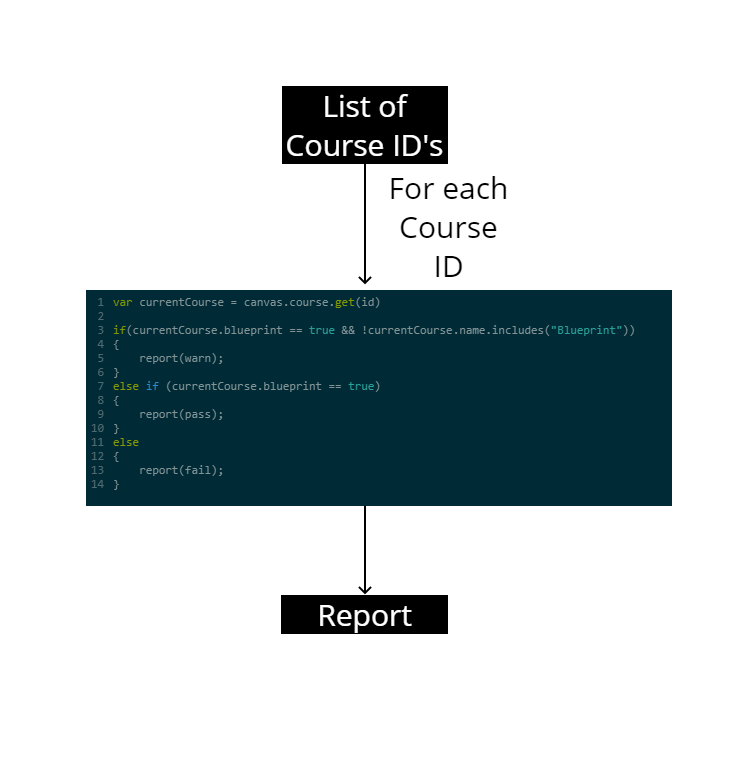 List of
Course ID's
For each
Course
ID
1 var currentCourse = canvas.course.get(id)
2
3 if(currentCourse.blueprint == true && !currentCourse.name.includes("Blueprint"))
4 {
5     report(warn);
6 }
7 else if (currentCourse.blueprint == true)
8 {
9     report(pass);
10 }
11 else
12 {
13     report(fail);
14 }
Report